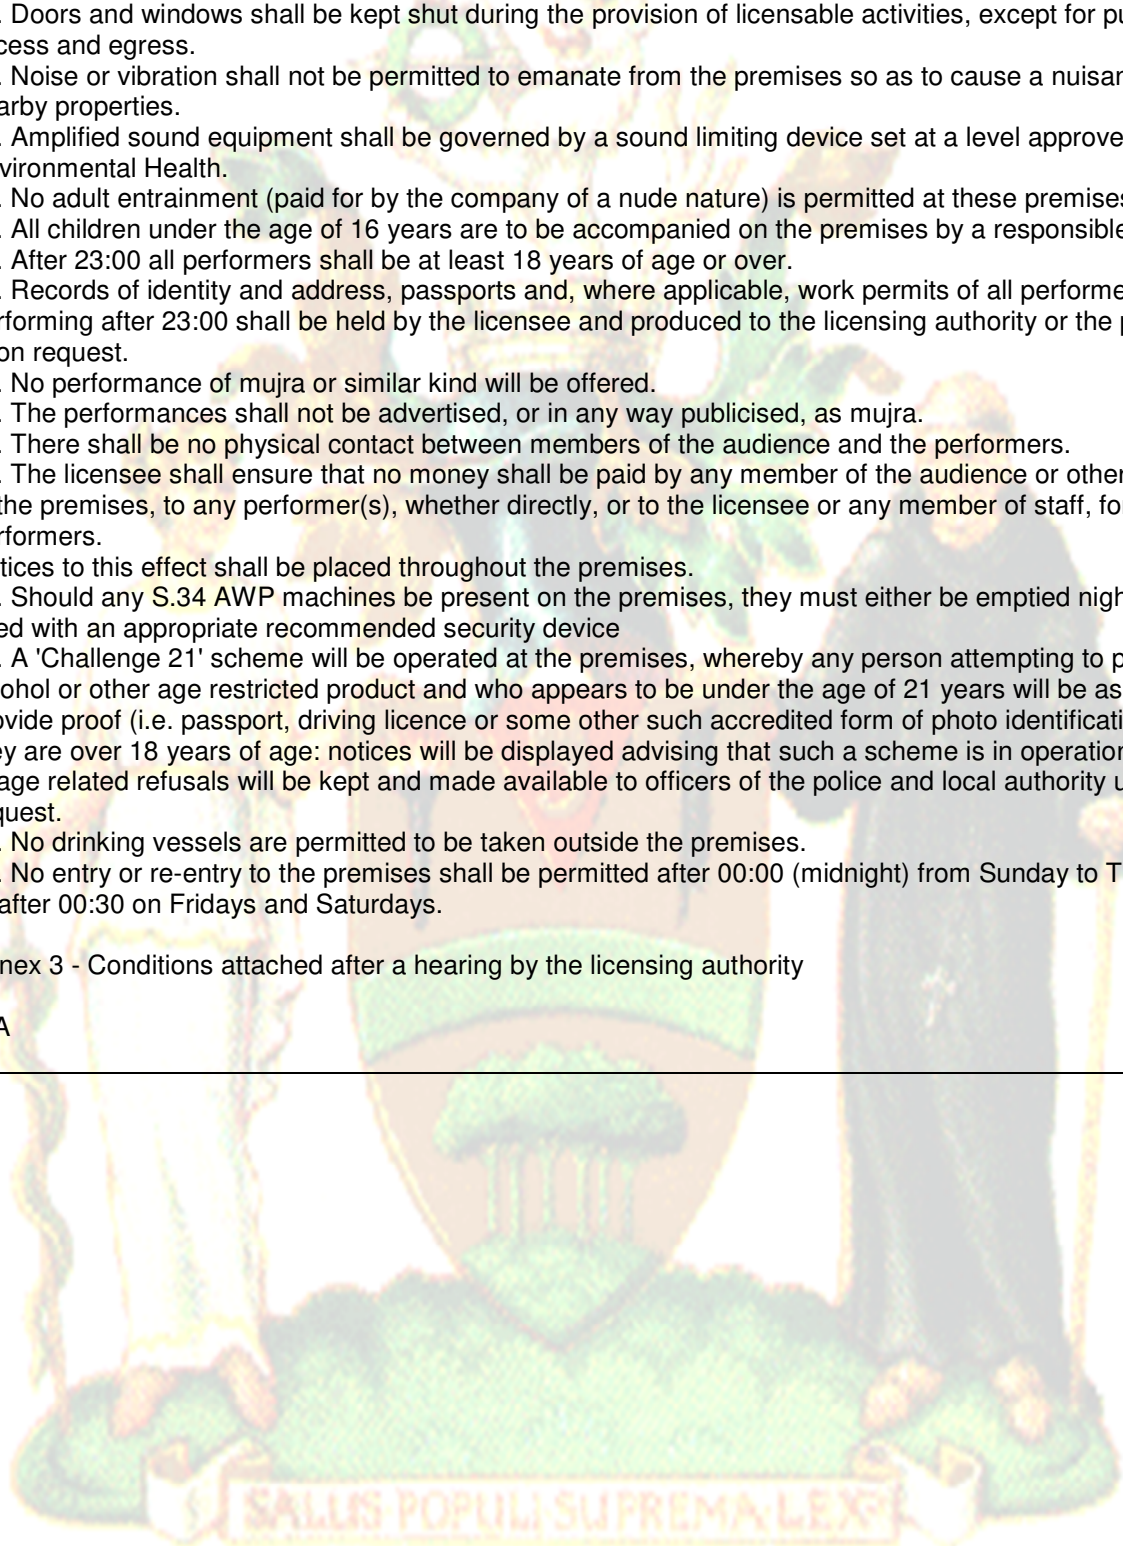 . Doors and windows shall be kept shut during the provision of licensable activities, except for pu
cess and egress.
. Noise or vibration shall not be permitted to emanate from the premises so as to cause a nuisan
arby properties.
. Amplified sound equipment shall be governed by a sound limiting device set at a level approve
vironmental Health.
. No adult entrainment (paid for by the company of a nude nature) is permitted at these premises
. All children under the age of 16 years are to be accompanied on the premises by a responsible
. After 23:00 all performers shall be at least 18 years of age or over.
. Records of identity and address, passports and, where applicable, work permits of all performe
rforming after 23:00 shall be held by the licensee and produced to the licensing authority or the p
on request.
. No performance of mujra or similar kind will be offered.
. The performances shall not be advertised, or in any way publicised, as mujra.
. There shall be no physical contact between members of the audience and the performers.
. The licensee shall ensure that no money shall be paid by any member of the audience or other
the premises, to any performer(s), whether directly, or to the licensee or any member of staff, for
rformers.
tices to this effect shall be placed throughout the premises.
. Should any S.34 AWP machines be present on the premises, they must either be emptied nigh
ed with an appropriate recommended security device
. A 'Challenge 21' scheme will be operated at the premises, whereby any person attempting to p
cohol or other age restricted product and who appears to be under the age of 21 years will be as
ovide proof (i.e. passport, driving licence or some other such accredited form of photo identificati
ey are over 18 years of age: notices will be displayed advising that such a scheme is in operation
age related refusals will be kept and made available to officers of the police and local authority u
quest.
. No drinking vessels are permitted to be taken outside the premises.
. No entry or re-entry to the premises shall be permitted after 00:00 (midnight) from Sunday to T
after 00:30 on Fridays and Saturdays.
nex 3 - Conditions attached after a hearing by the licensing authority
A
SALUS POPULI SUPREMA LEX